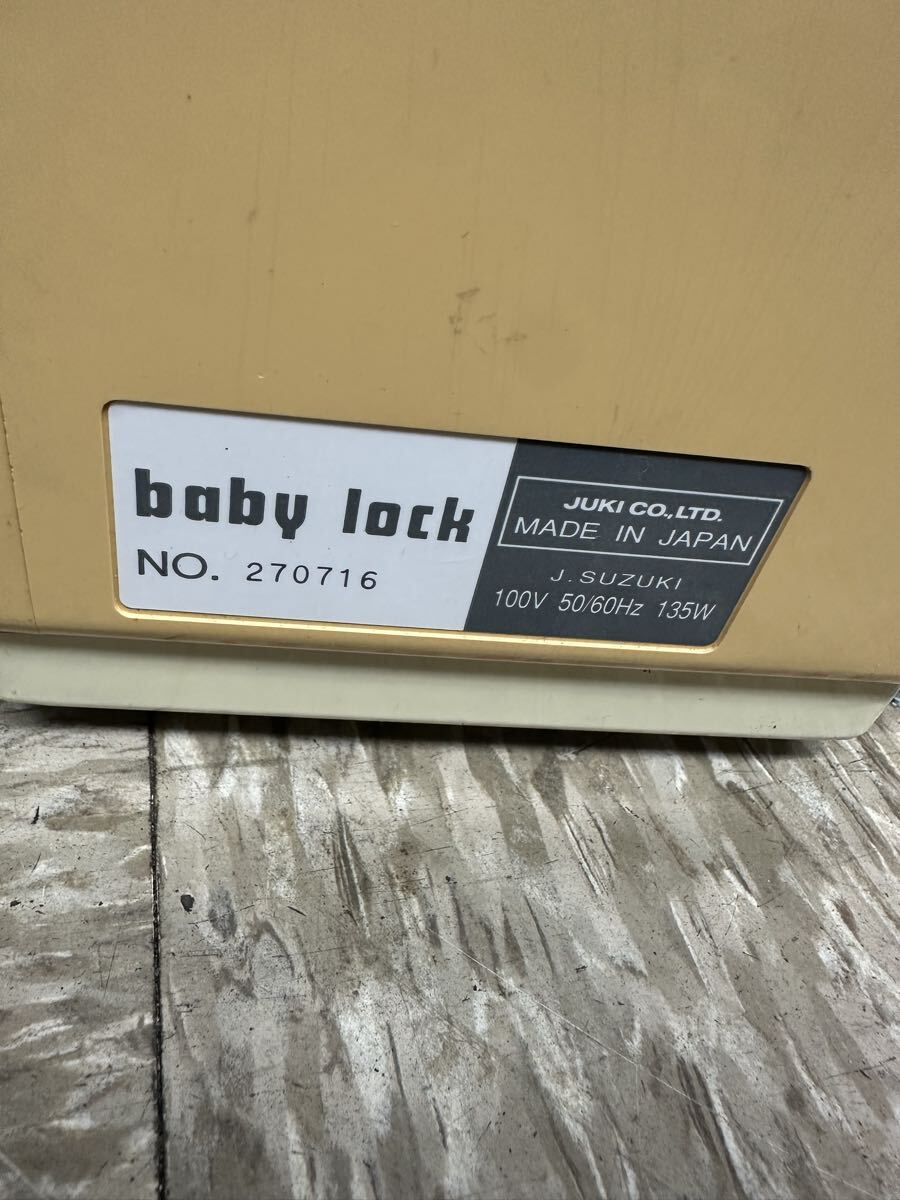 baby lock
NO. 270716
JUKI CO., LTD.
MADE IN JAPAN
J. SUZUKI
100V 50/60Hz 135W